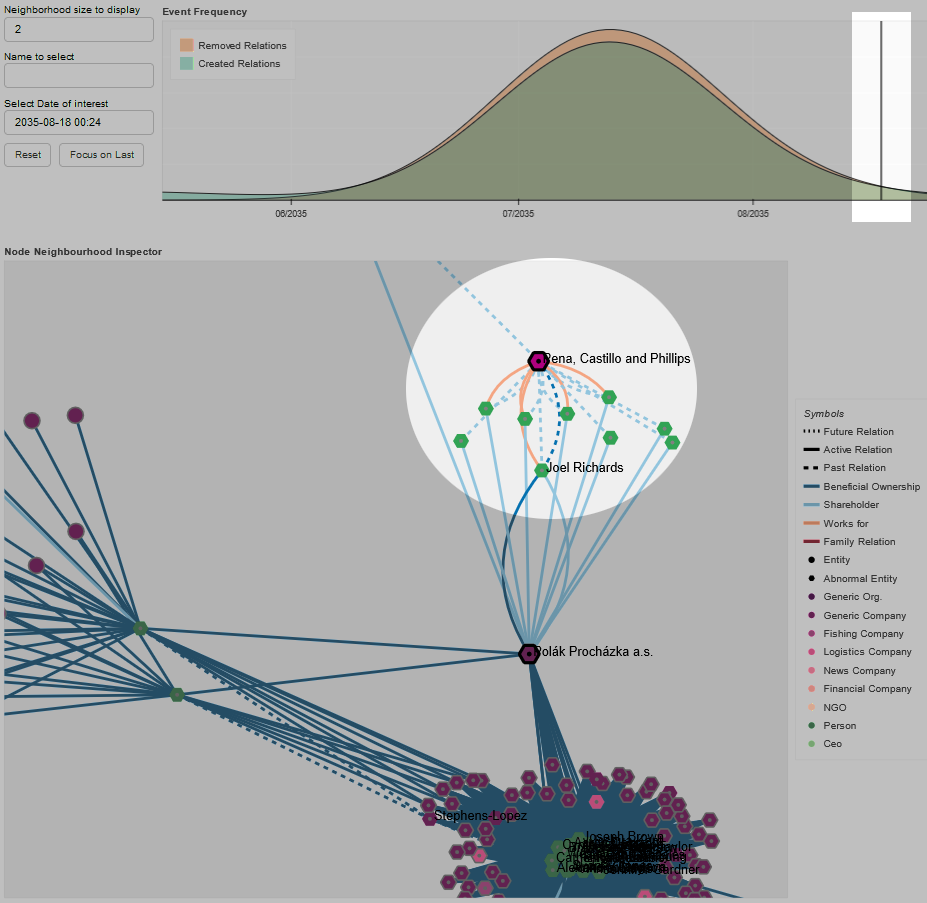 Neighborhood size to display
2
Name to select
Select Date of interest
2035-08-18 00:24
Reset
Focus on Last
Event Frequency
Removed Relations
Created Relations
06/2035
07/2035
08/2035
Node Neighbourhood Inspector
Castillo and Phillips
Joel Richards
Polák Procházka a.s.
Stephens-Lopez
Joseph Brown
Symbols
Future Relation
Active Relation
Past Relation
Beneficial Ownership
Shareholder
Works for
Family Relation
Entity
Abnormal Entity
Generic Org.
Generic Company
Fishing Company
Logistics Company
News Company
Financial Company
NGO
Person
Ceo